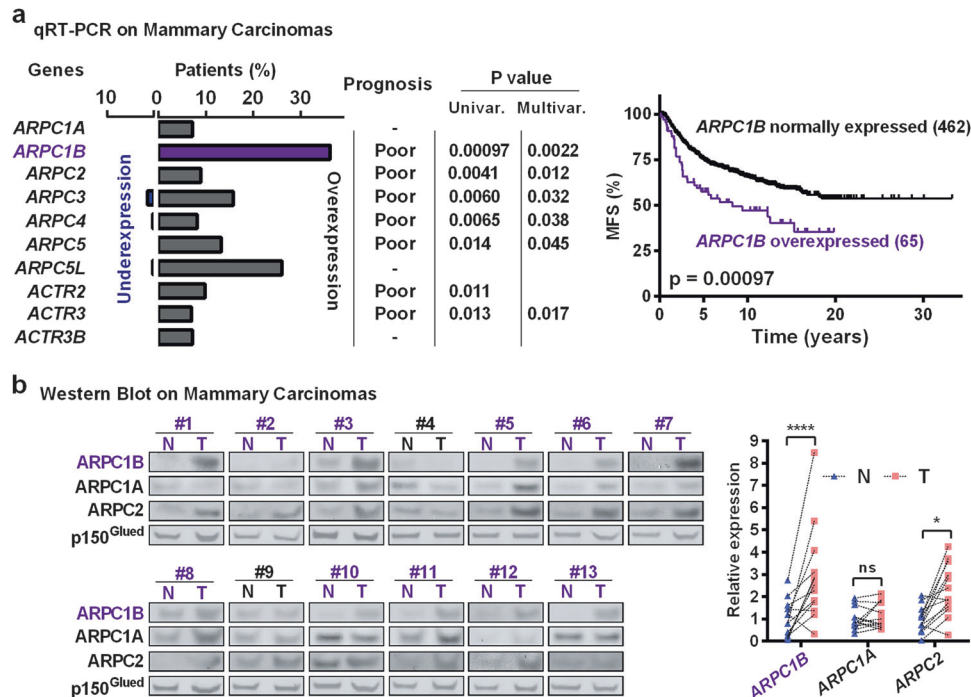 a
qRT-PCR on Mammary Carcinomas
Genes Patients (%) Prognosis P value
Univar. Multivar.
10 0 10 20 30
Underexpression
Overexpression
ARPC1A -
ARPC1B Poor 0.00097 0.0022
ARPC2 Poor 0.0041 0.012
ARPC3 Poor 0.0060 0.032
ARPC4 Poor 0.0065 0.038
ARPC5 Poor 0.014 0.045
ARPC5L -
ACTR2 Poor 0.011
ACTR3 Poor 0.013 0.017
ACTR3B -
MFS (%)
100
75
50
25
0
0 5 10 20 30
Time (years)
ARPC1B normally expressed (462)
ARPC1B overexpressed (65)
p = 0.00097
b
Western Blot on Mammary Carcinomas
#1 #2 #3 #4 #5 #6 #7
N T N T N T N T N T N T N T
ARPC1B
ARPC1A
ARPC2
p150Glued
#8 #9 #10 #11 #12 #13
N T N T N T N T N T N T
ARPC1B
ARPC1A
ARPC2
p150Glued
Relative expression
9
8
7
6
5
4
3
2
1
0
**** 
N T
ns
*
ARPC1B ARPC1A ARPC2